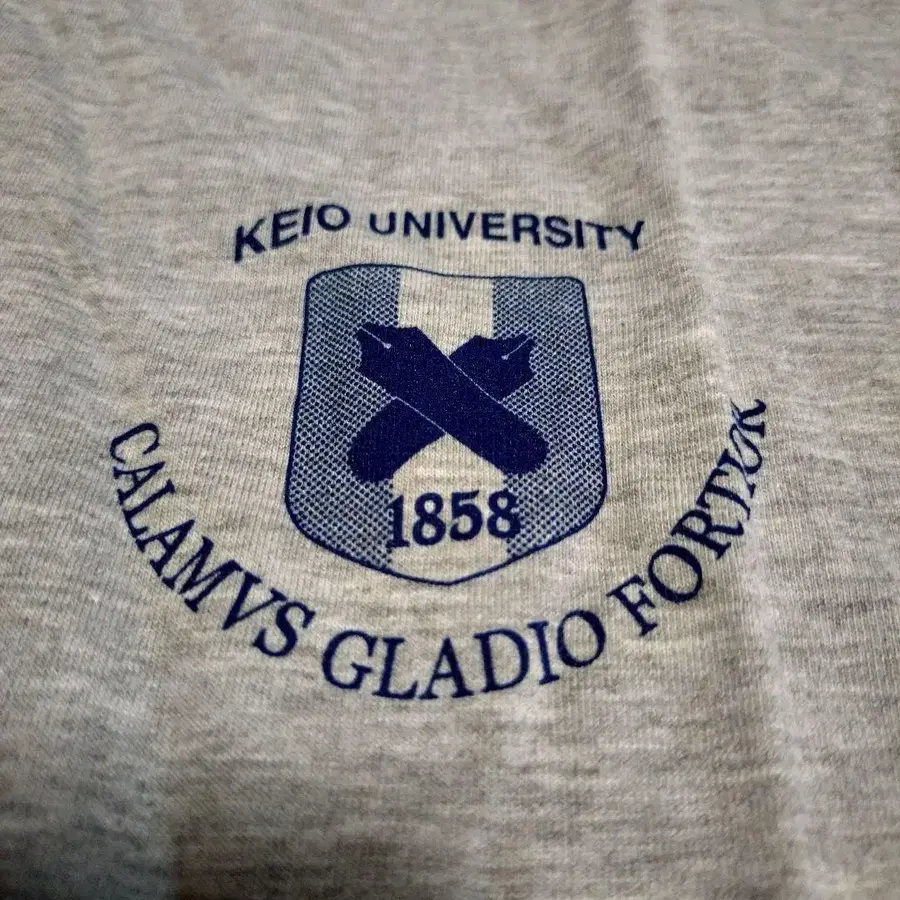 KEIO UNIVERSITY
1858
CALAMVS GLADIO FORTIOR